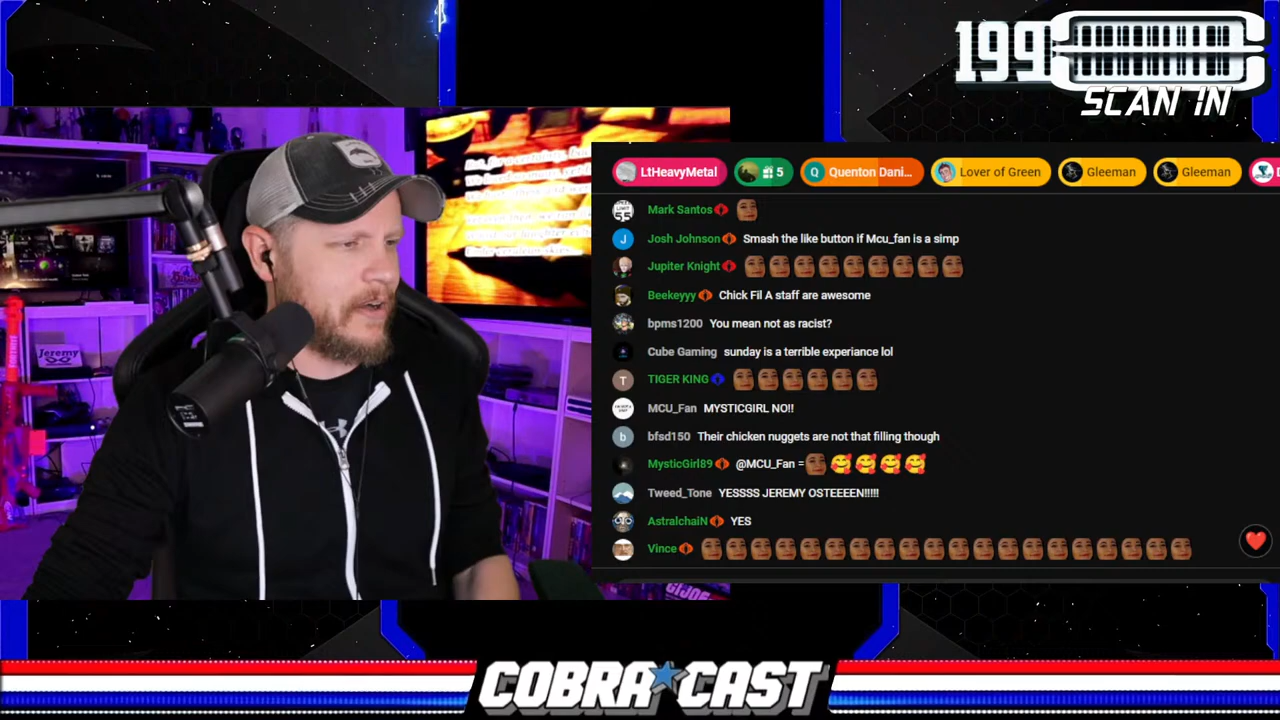 199
SCAN IN
LtHeavyMetal 5 Q Quenton Dani... Lover of Green Gleeman Gleeman
Mark Santos
J Josh Johnson Smash the like button if Mcu_fan is a simp
Jupiter Knight
Beekeyyy Chick Fil A staff are awesome
bpms1200 You mean not as racist?
Cube Gaming sunday is a terrible experiance lol
T TIGER KING
MCU_Fan MYSTICGIRL NO!!
b bfsd150 Their chicken nuggets are not that filling though
MysticGirl89 @MCU_Fan =
Tweed_Tone YESSSS JEREMY OSTEEEEN!!!!!
AstralchaiN YES
Vince
Jeremy
COBRA CAST